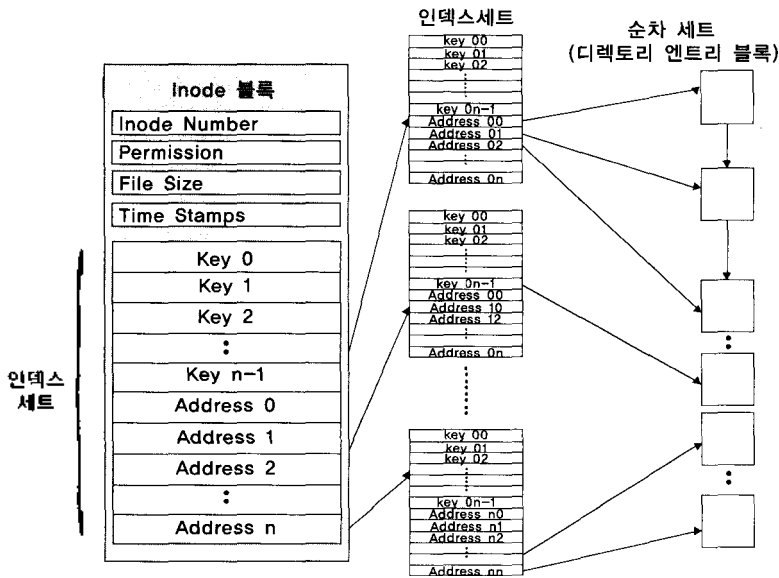 Inode 블록
Inode Number
Permission
File Size
Time Stamps
인덱스
세트
Key 0
Key 1
Key 2
⋮
Key n-1
Address 0
Address 1
Address 2
⋮
Address n
인덱스세트
key 00
key 01
key 02
⋮
key 0n-1
Address 00
Address 01
Address 02
⋮
Address 0n
key 00
key 01
key 02
⋮
key 0n-1
Address 00
Address 10
Address 12
⋮
Address 0n
key 00
key 01
key 02
⋮
key 0n-1
Address n0
Address n1
Address n2
⋮
Address nn
순차 세트
(디렉토리 엔트리 블록)